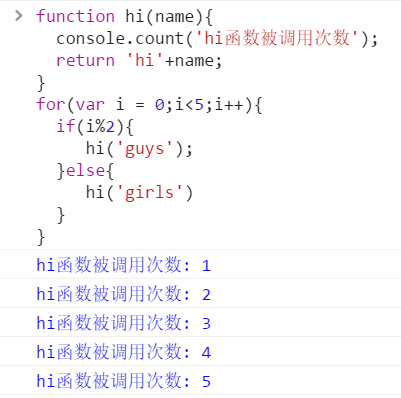 function hi(name){
console.count('hi函数被调用次数');
return 'hi'+name;
}
for(var i = 0;i<5;i++){
if(i%2){
hi('guys');
}else{
hi('girls')
}
}
hi函数被调用次数: 1
hi函数被调用次数: 2
hi函数被调用次数: 3
hi函数被调用次数: 4
hi函数被调用次数: 5